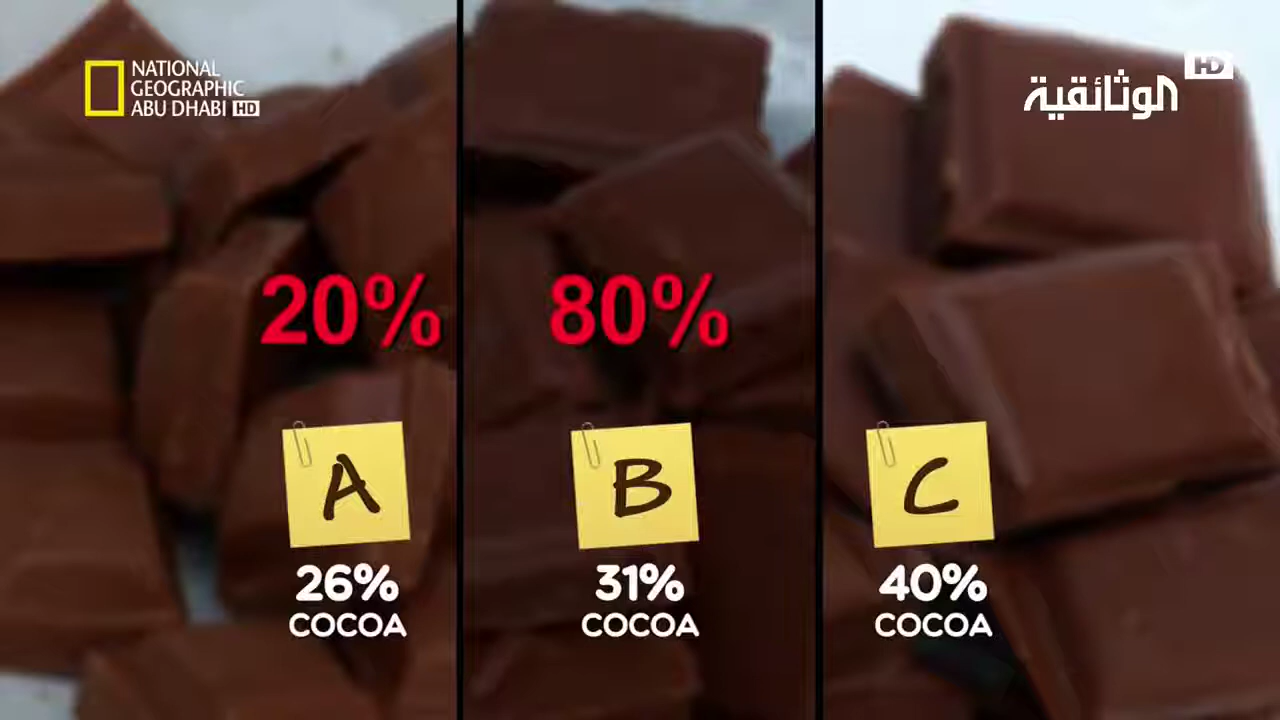 NATIONAL
GEOGRAPHIC
ABU DHABI HD
الوثائقية HD
20%
80%
A
B
C
26%
COCOA
31%
COCOA
40%
COCOA